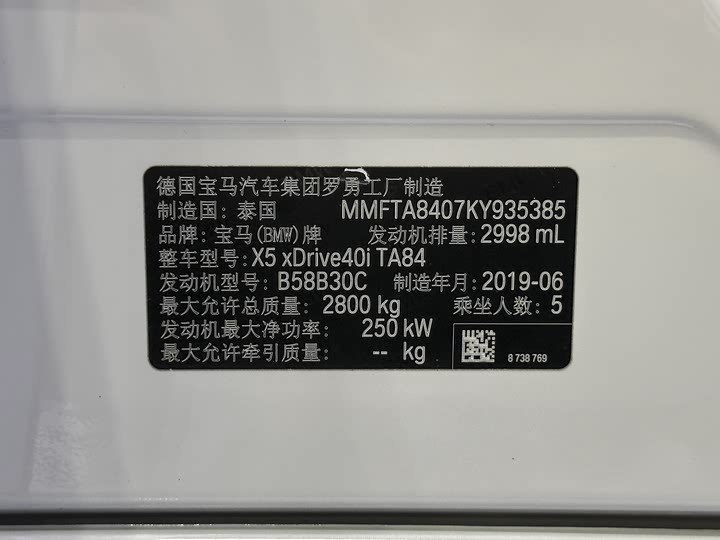 德国宝马汽车集团罗勇工厂制造
制造国: 泰国 MMFTA8407KY935385
品牌: 宝马(BMW)牌 发动机排量: 2998 mL
整车型号: X5 xDrive40i TA84
发动机型号: B58B30C 制造年月: 2019-06
最大允许总质量: 2800 kg 乘坐人数: 5
发动机最大净功率: 250 kW
最大允许牵引质量: -- kg
8 738 769